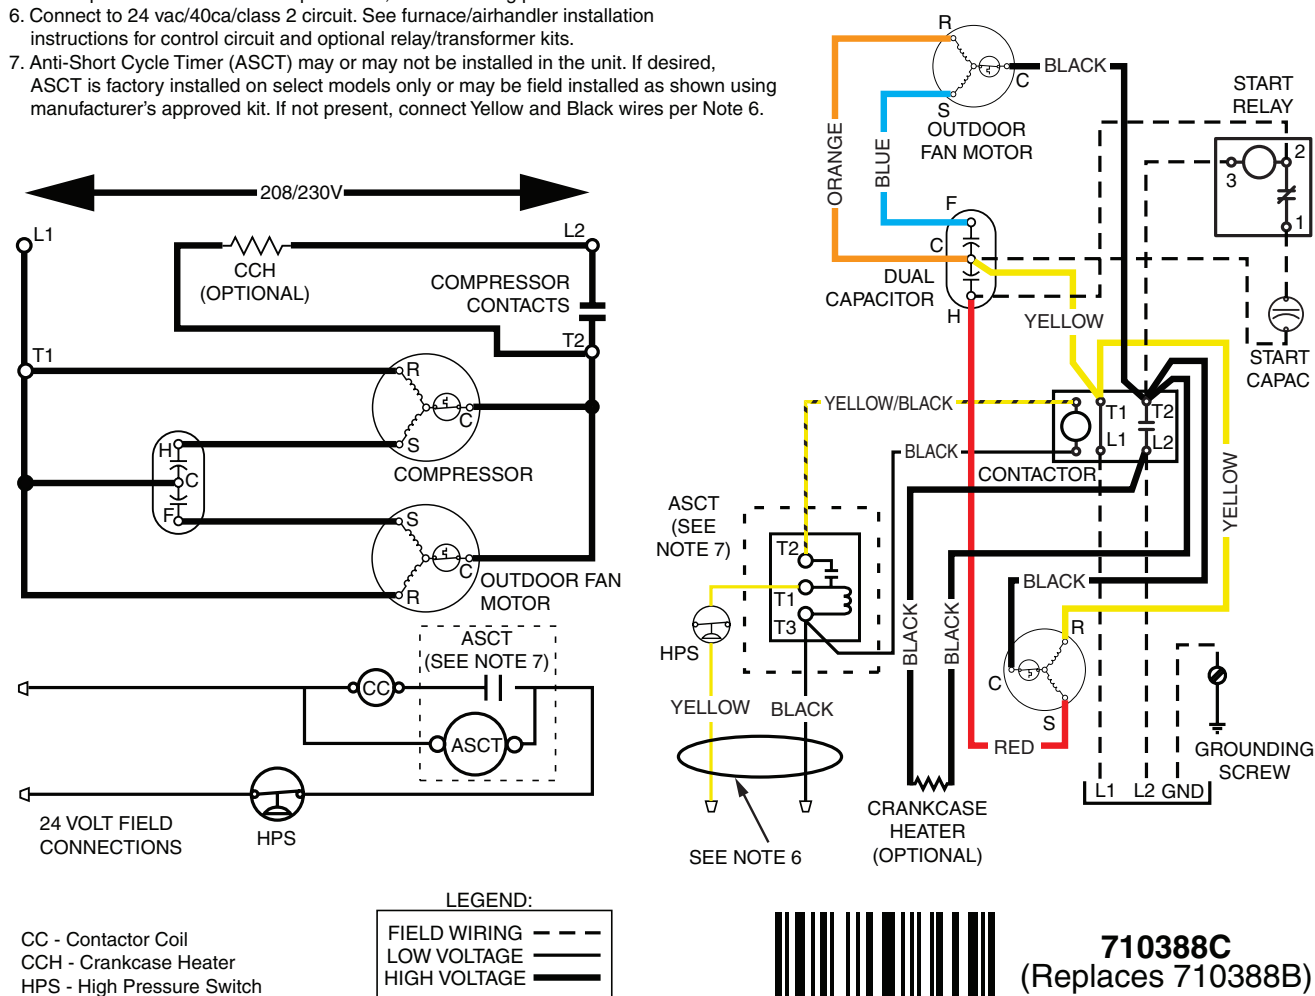 6. Connect to 24 vac/40ca/class 2 circuit. See furnace/airhandler installation
instructions for control circuit and optional relay/transformer kits.
7. Anti-Short Cycle Timer (ASCT) may or may not be installed in the unit. If desired,
ASCT is factory installed on select models only or may be field installed as shown using
manufacturer's approved kit. If not present, connect Yellow and Black wires per Note 6.
208/230V
L1
L2
CCH
(OPTIONAL)
COMPRESSOR
CONTACTS
T1
T2
R
C
S
COMPRESSOR
H
C
F
S
C
R
OUTDOOR FAN
MOTOR
ASCT
(SEE NOTE 7)
CC
ASCT
HPS
24 VOLT FIELD
CONNECTIONS
R
C
S
BLACK
OUTDOOR
FAN MOTOR
ORANGE
BLUE
START
RELAY
2
3
1
F
C
H
DUAL
CAPACITOR
YELLOW
START
CAPAC
YELLOW/BLACK
T1
T2
L1
L2
BLACK
CONTACTOR
YELLOW
ASCT
(SEE
NOTE 7)
T2
T1
T3
HPS
BLACK
BLACK
BLACK
R
C
S
YELLOW
BLACK
RED
GROUNDING
SCREW
L1
L2
GND
CRANKCASE
HEATER
(OPTIONAL)
SEE NOTE 6
LEGEND:
FIELD WIRING
LOW VOLTAGE
HIGH VOLTAGE
CC - Contactor Coil
CCH - Crankcase Heater
HPS - High Pressure Switch
710388C
(Replaces 710388B)